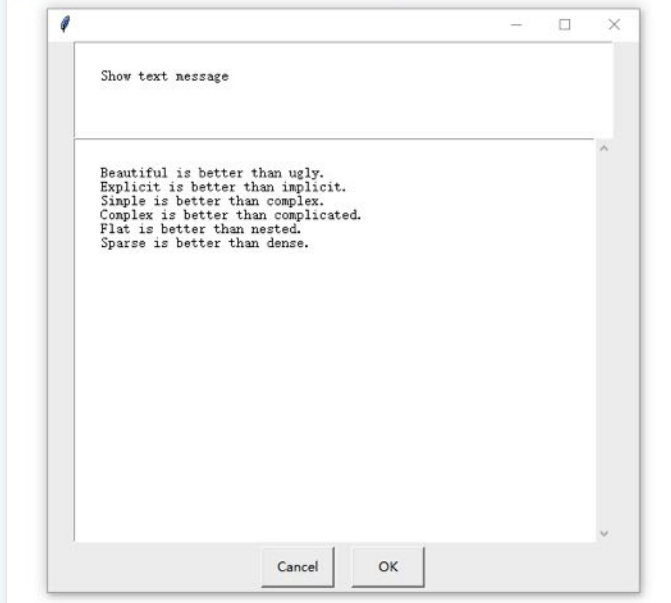 Show text message
Beautiful is better than ugly.
Explicit is better than implicit.
Simple is better than complex.
Complex is better than complicated.
Flat is better than nested.
Sparse is better than dense.
Cancel
OK